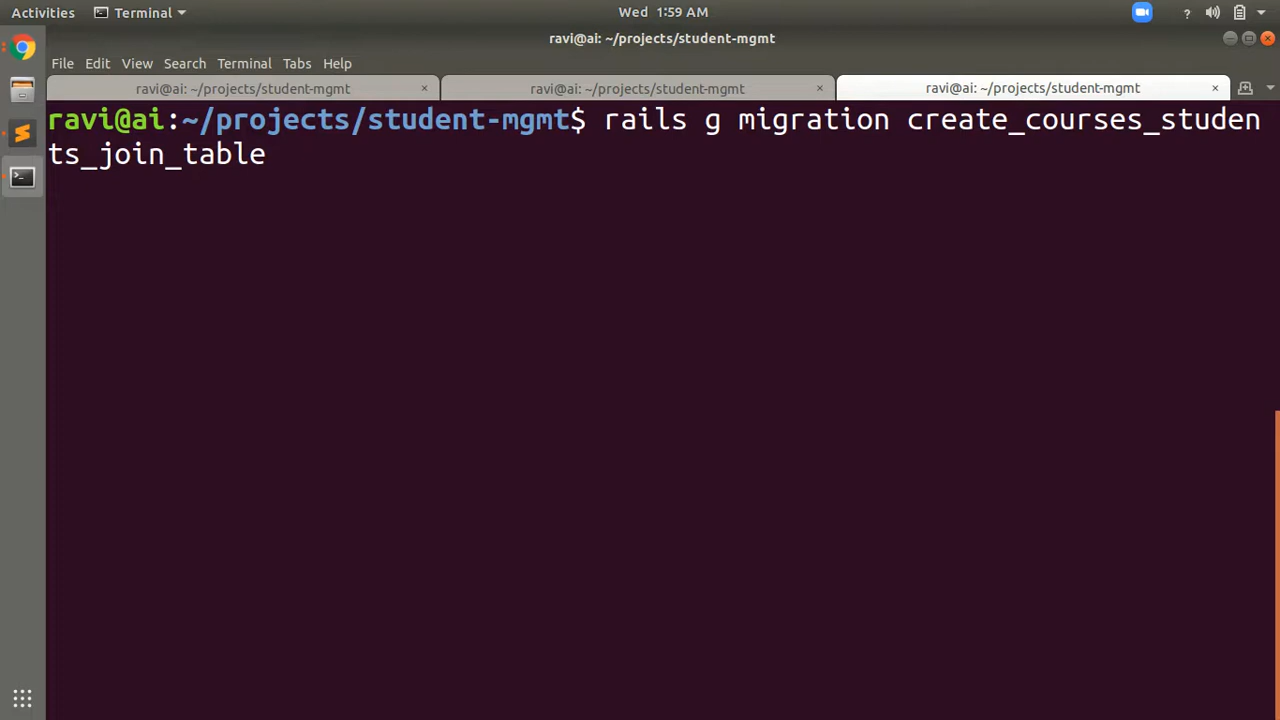 Activities Terminal Wed 1:59 AM ?
ravi@ai: ~/projects/student-mgmt
File Edit View Search Terminal Tabs Help
ravi@ai: ~/projects/student-mgmt × ravi@ai: ~/projects/student-mgmt × ravi@ai: ~/projects/student-mgmt ×
ravi@ai:~/projects/student-mgmt$ rails g migration create_courses_studen
ts_join_table